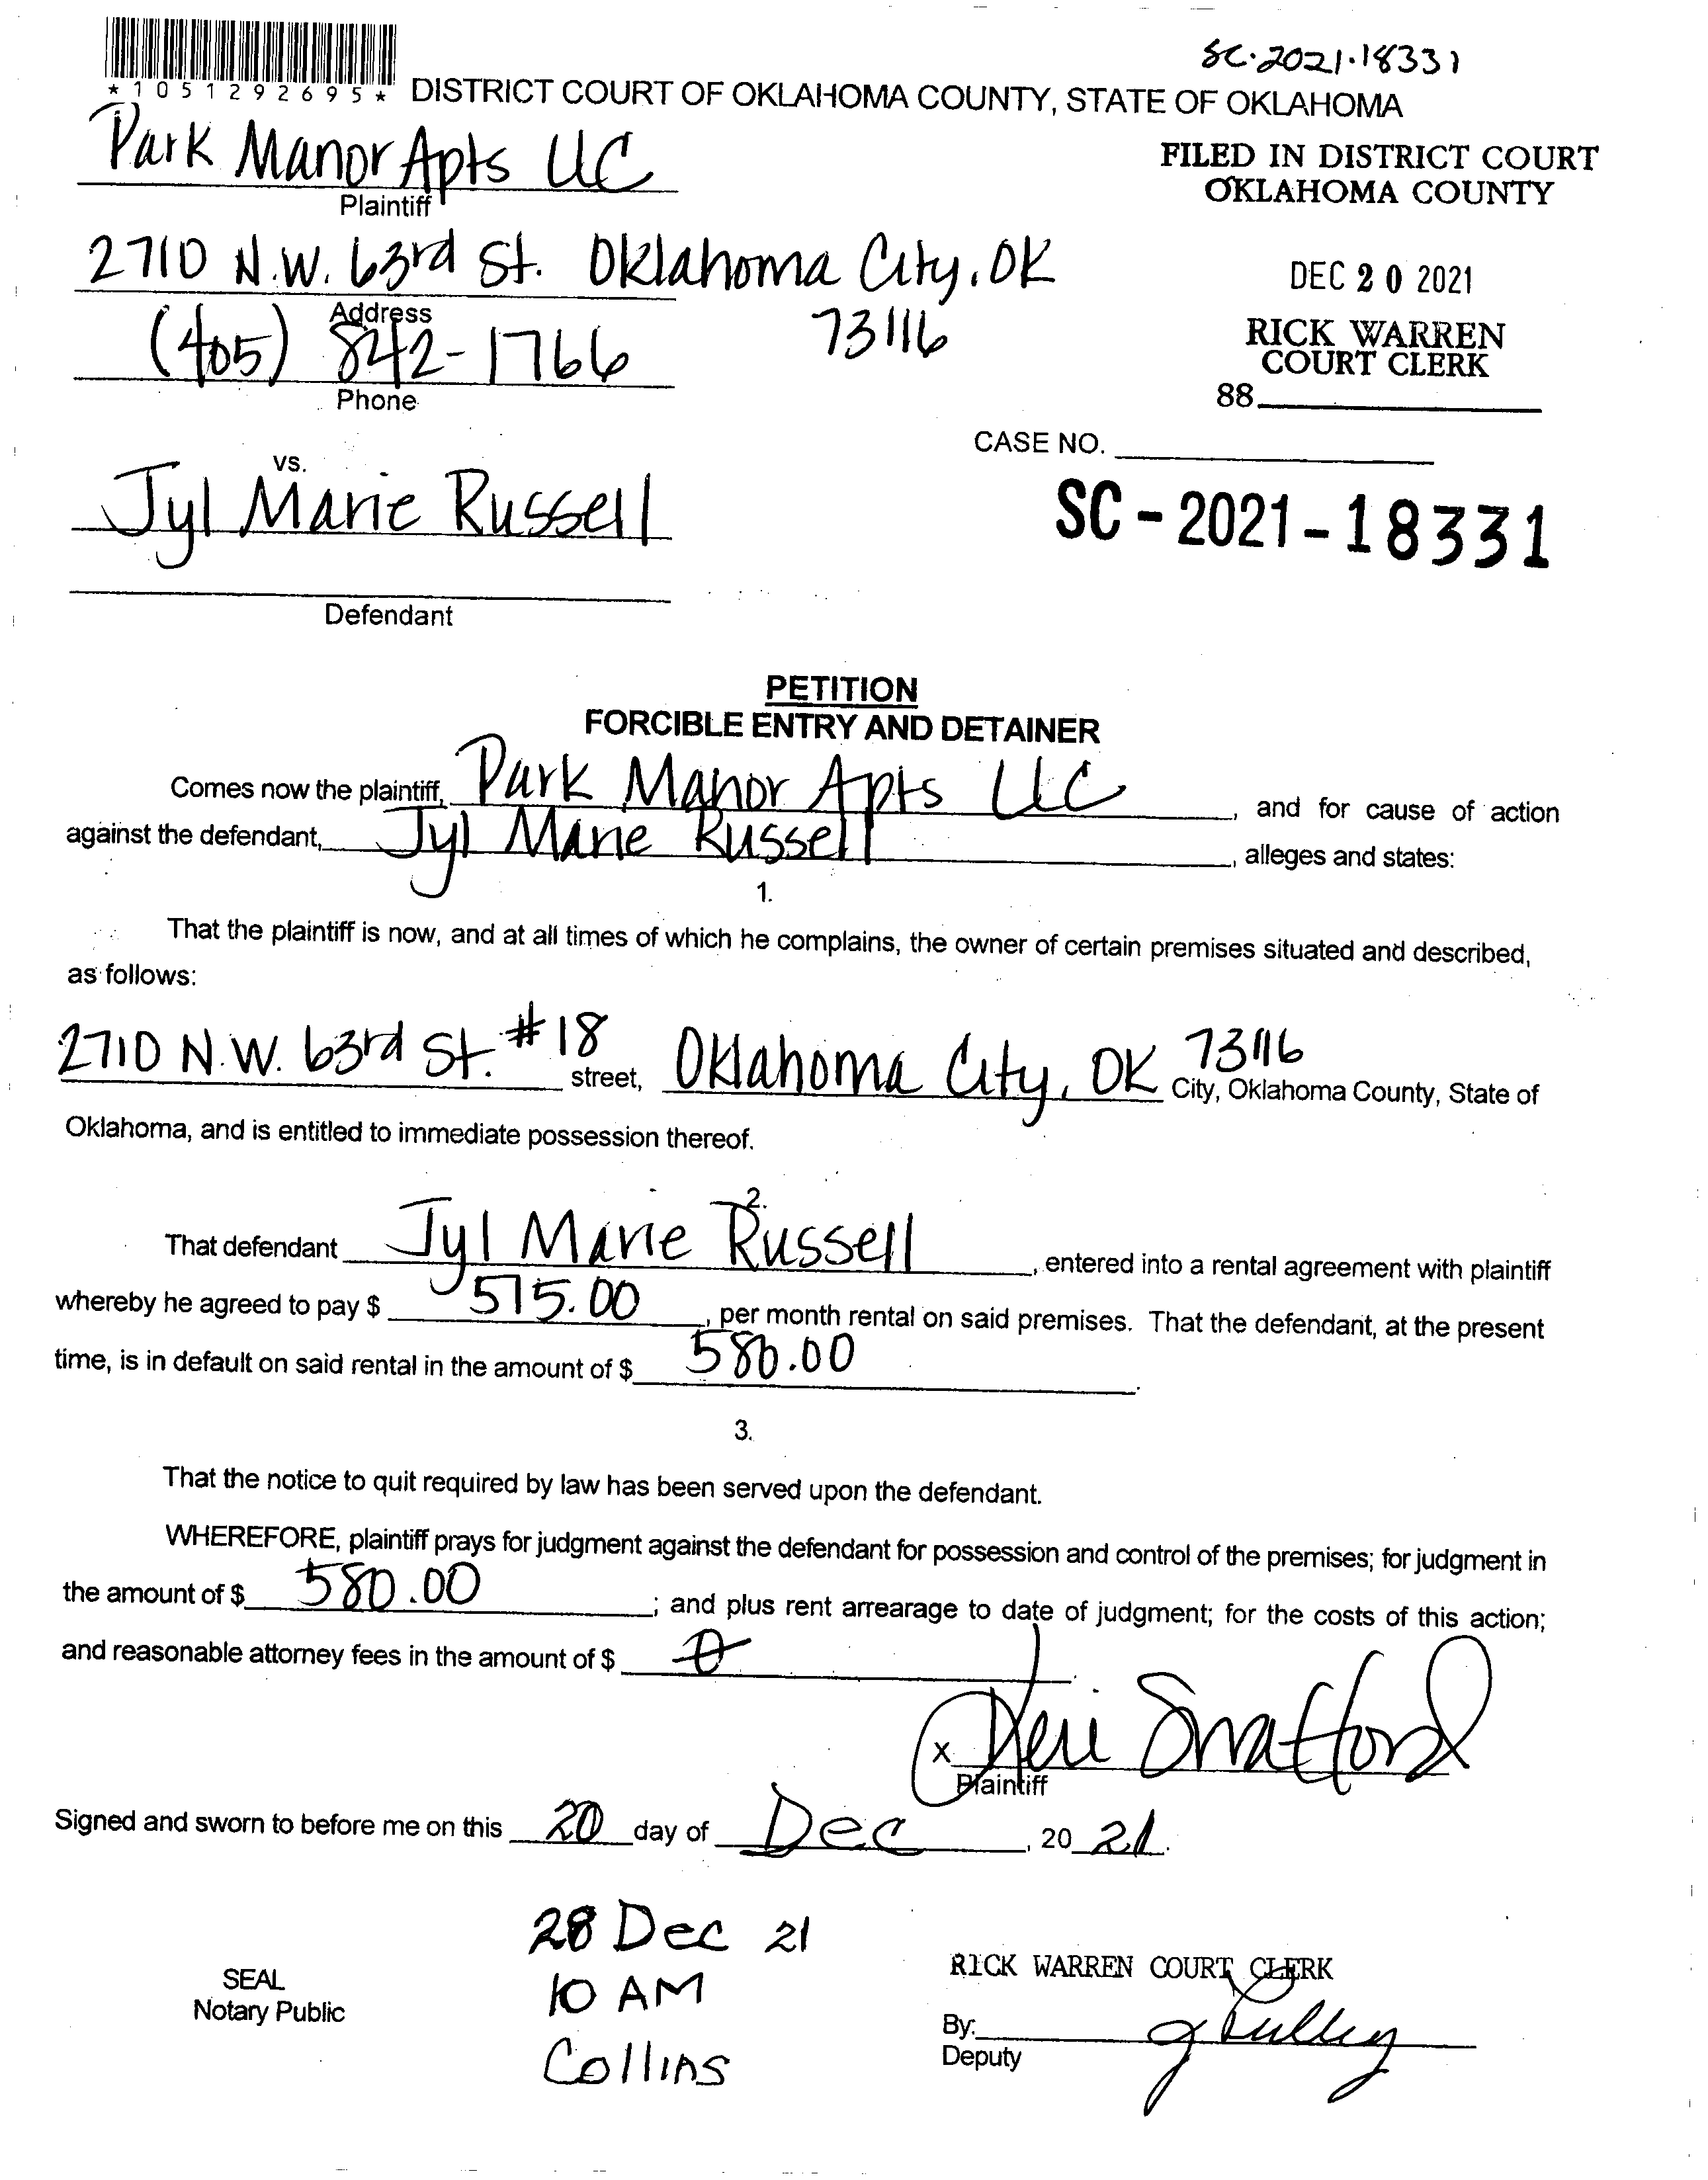 SC-2021-18331
*1051292695*
DISTRICT COURT OF OKLAHOMA COUNTY, STATE OF OKLAHOMA
Park Manor Apts LLC
Plaintiff
FILED IN DISTRICT COURT
OKLAHOMA COUNTY
2710 N.W. 63rd St. Oklahoma City, OK
Address
73116
DEC 20 2021
(405) 842-1766
Phone
RICK WARREN
COURT CLERK
88
CASE NO.
vs.
Jyl Marie Russell
SC-2021-18331
Defendant
PETITION
FORCIBLE ENTRY AND DETAINER
Comes now the plaintiff, Park Manor Apts LLC, and for cause of action
against the defendant, Jyl Marie Russell, alleges and states:
1.
That the plaintiff is now, and at all times of which he complains, the owner of certain premises situated and described,
as follows:
2710 N.W. 63rd St. #18 street, Oklahoma City, OK 73116 City, Oklahoma County, State of
Oklahoma, and is entitled to immediate possession thereof.
2.
That defendant Jyl Marie Russell, entered into a rental agreement with plaintiff
whereby he agreed to pay $ 575.00, per month rental on said premises. That the defendant, at the present
time, is in default on said rental in the amount of $ 580.00.
3.
That the notice to quit required by law has been served upon the defendant.
WHEREFORE, plaintiff prays for judgment against the defendant for possession and control of the premises; for judgment in
the amount of $ 580.00; and plus rent arrearage to date of judgment; for the costs of this action;
and reasonable attorney fees in the amount of $ 0.
x Keri
Plaintiff
Signed and sworn to before me on this 20 day of Dec, 20 21.
28 Dec 21
10 AM
Collins
SEAL
Notary Public
RICK WARREN COURT CLERK
By:
Deputy